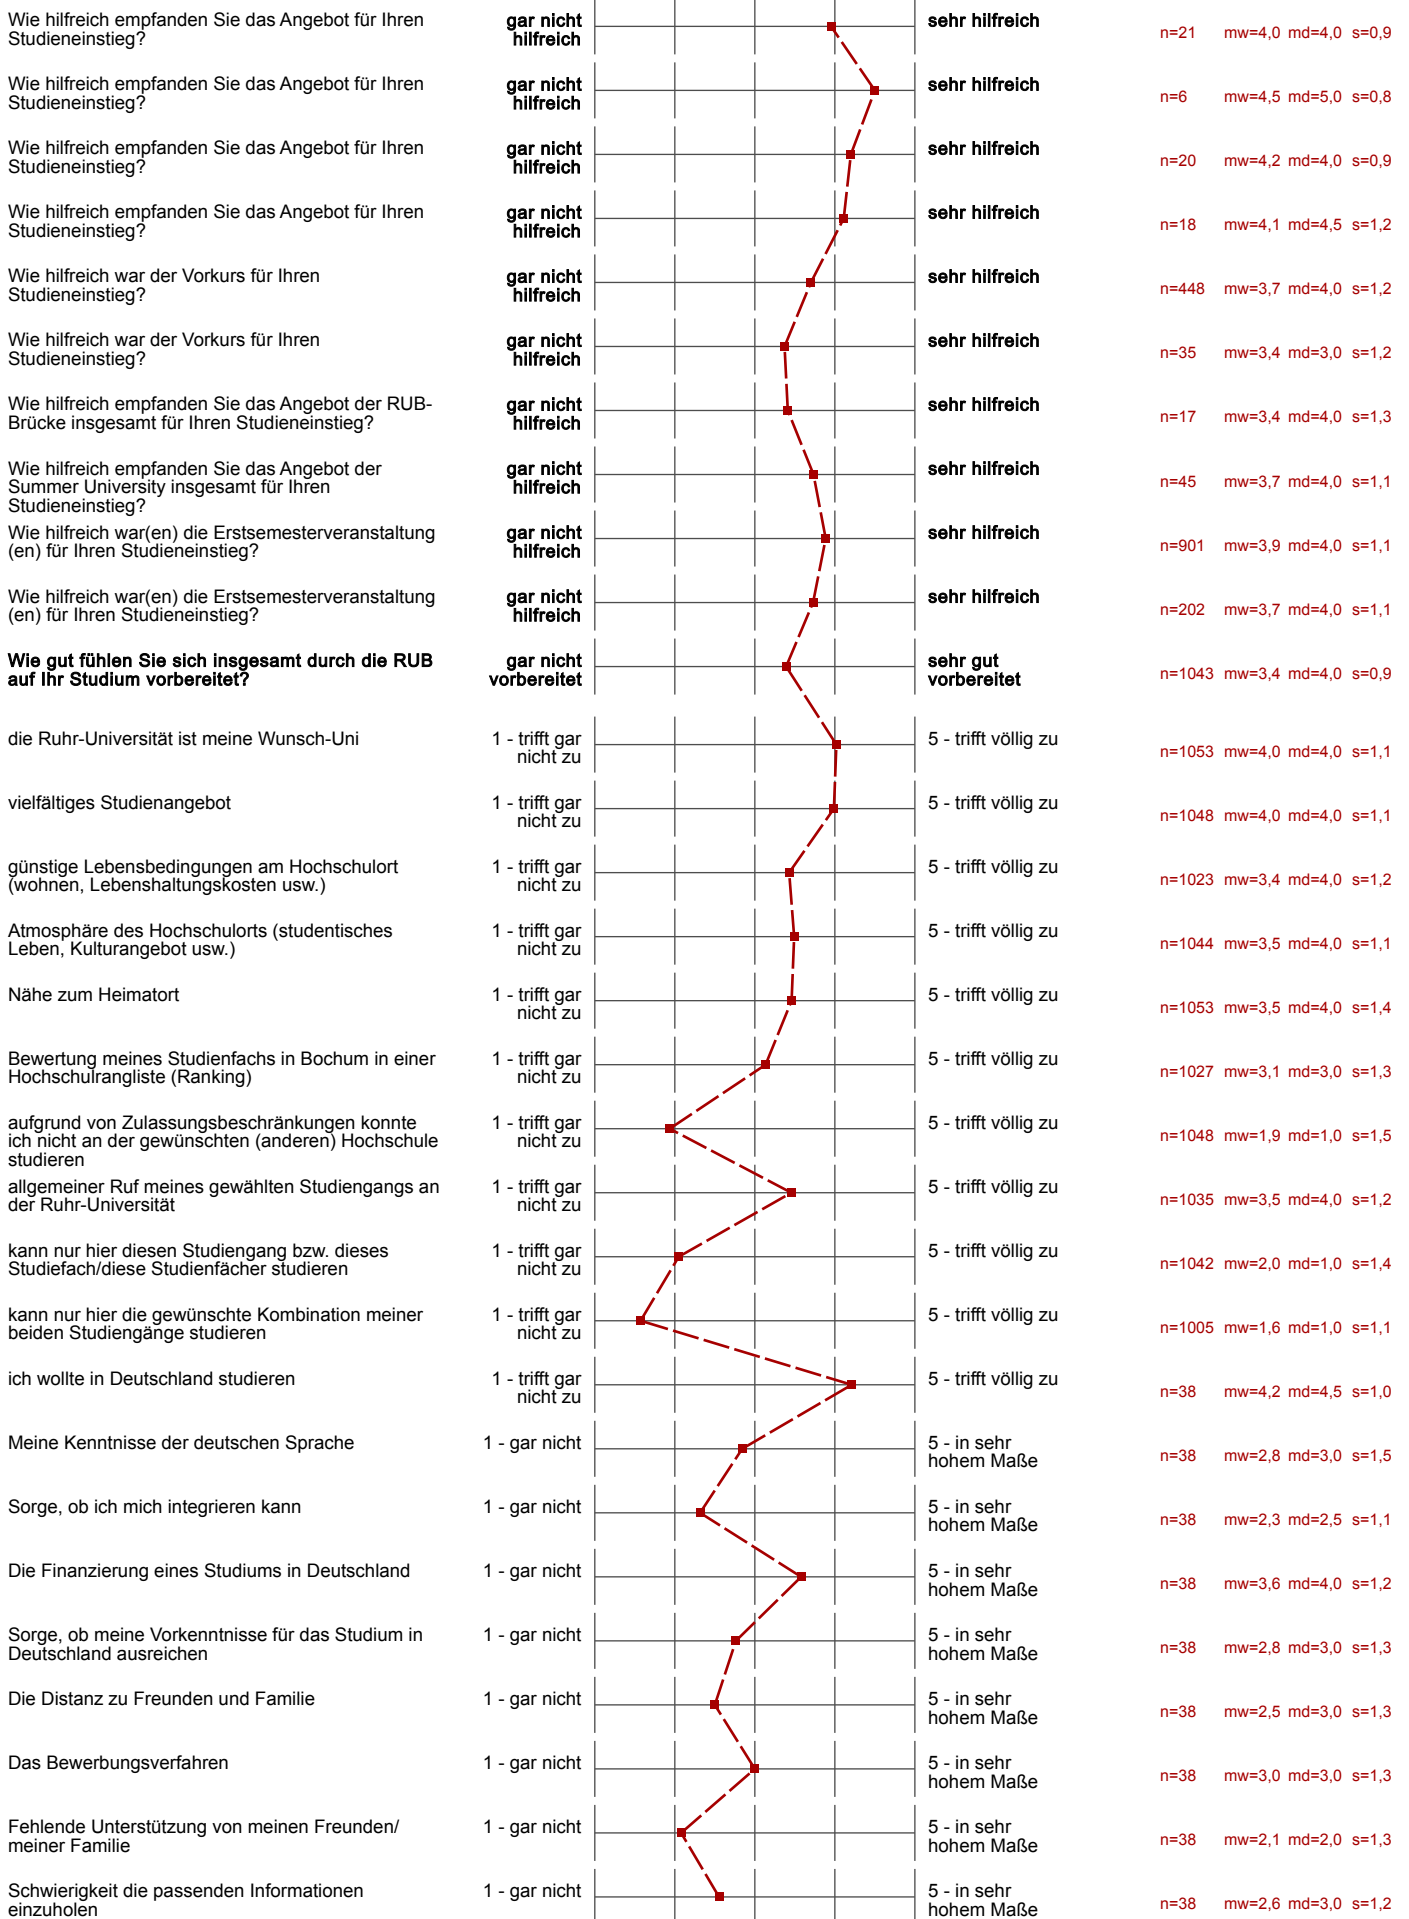 Wie hilfreich empfanden Sie das Angebot für Ihren
Studieneinstieg?
gar nicht
hilfreich
sehr hilfreich
n=21 mw=4,0 md=4,0 s=0,9
Wie hilfreich empfanden Sie das Angebot für Ihren
Studieneinstieg?
gar nicht
hilfreich
sehr hilfreich
n=6 mw=4,5 md=5,0 s=0,8
Wie hilfreich empfanden Sie das Angebot für Ihren
Studieneinstieg?
gar nicht
hilfreich
sehr hilfreich
n=20 mw=4,2 md=4,0 s=0,9
Wie hilfreich empfanden Sie das Angebot für Ihren
Studieneinstieg?
gar nicht
hilfreich
sehr hilfreich
n=18 mw=4,1 md=4,5 s=1,2
Wie hilfreich war der Vorkurs für Ihren
Studieneinstieg?
gar nicht
hilfreich
sehr hilfreich
n=448 mw=3,7 md=4,0 s=1,2
Wie hilfreich war der Vorkurs für Ihren
Studieneinstieg?
gar nicht
hilfreich
sehr hilfreich
n=35 mw=3,4 md=3,0 s=1,2
Wie hilfreich empfanden Sie das Angebot der RUB-
Brücke insgesamt für Ihren Studieneinstieg?
gar nicht
hilfreich
sehr hilfreich
n=17 mw=3,4 md=4,0 s=1,3
Wie hilfreich empfanden Sie das Angebot der
Summer University insgesamt für Ihren
Studieneinstieg?
gar nicht
hilfreich
sehr hilfreich
n=45 mw=3,7 md=4,0 s=1,1
Wie hilfreich war(en) die Erstsemesterveranstaltung
(en) für Ihren Studieneinstieg?
gar nicht
hilfreich
sehr hilfreich
n=901 mw=3,9 md=4,0 s=1,1
Wie hilfreich war(en) die Erstsemesterveranstaltung
(en) für Ihren Studieneinstieg?
gar nicht
hilfreich
sehr hilfreich
n=202 mw=3,7 md=4,0 s=1,1
Wie gut fühlen Sie sich insgesamt durch die RUB
auf Ihr Studium vorbereitet?
gar nicht
vorbereitet
sehr gut
vorbereitet
n=1043 mw=3,4 md=4,0 s=0,9
die Ruhr-Universität ist meine Wunsch-Uni
1 - trifft gar
nicht zu
5 - trifft völlig zu
n=1053 mw=4,0 md=4,0 s=1,1
vielfältiges Studienangebot
1 - trifft gar
nicht zu
5 - trifft völlig zu
n=1048 mw=4,0 md=4,0 s=1,1
günstige Lebensbedingungen am Hochschulort
(wohnen, Lebenshaltungskosten usw.)
1 - trifft gar
nicht zu
5 - trifft völlig zu
n=1023 mw=3,4 md=4,0 s=1,2
Atmosphäre des Hochschulorts (studentisches
Leben, Kulturangebot usw.)
1 - trifft gar
nicht zu
5 - trifft völlig zu
n=1044 mw=3,5 md=4,0 s=1,1
Nähe zum Heimatort
1 - trifft gar
nicht zu
5 - trifft völlig zu
n=1053 mw=3,5 md=4,0 s=1,4
Bewertung meines Studienfachs in Bochum in einer
Hochschulrangliste (Ranking)
1 - trifft gar
nicht zu
5 - trifft völlig zu
n=1027 mw=3,1 md=3,0 s=1,3
aufgrund von Zulassungsbeschränkungen konnte
ich nicht an der gewünschten (anderen) Hochschule
studieren
1 - trifft gar
nicht zu
5 - trifft völlig zu
n=1048 mw=1,9 md=1,0 s=1,5
allgemeiner Ruf meines gewählten Studiengangs an
der Ruhr-Universität
1 - trifft gar
nicht zu
5 - trifft völlig zu
n=1035 mw=3,5 md=4,0 s=1,2
kann nur hier diesen Studiengang bzw. dieses
Studiefach/diese Studienfächer studieren
1 - trifft gar
nicht zu
5 - trifft völlig zu
n=1042 mw=2,0 md=1,0 s=1,4
kann nur hier die gewünschte Kombination meiner
beiden Studiengänge studieren
1 - trifft gar
nicht zu
5 - trifft völlig zu
n=1005 mw=1,6 md=1,0 s=1,1
ich wollte in Deutschland studieren
1 - trifft gar
nicht zu
5 - trifft völlig zu
n=38 mw=4,2 md=4,5 s=1,0
Meine Kenntnisse der deutschen Sprache
1 - gar nicht
5 - in sehr
hohem Maße
n=38 mw=2,8 md=3,0 s=1,5
Sorge, ob ich mich integrieren kann
1 - gar nicht
5 - in sehr
hohem Maße
n=38 mw=2,3 md=2,5 s=1,1
Die Finanzierung eines Studiums in Deutschland
1 - gar nicht
5 - in sehr
hohem Maße
n=38 mw=3,6 md=4,0 s=1,2
Sorge, ob meine Vorkenntnisse für das Studium in
Deutschland ausreichen
1 - gar nicht
5 - in sehr
hohem Maße
n=38 mw=2,8 md=3,0 s=1,3
Die Distanz zu Freunden und Familie
1 - gar nicht
5 - in sehr
hohem Maße
n=38 mw=2,5 md=3,0 s=1,3
Das Bewerbungsverfahren
1 - gar nicht
5 - in sehr
hohem Maße
n=38 mw=3,0 md=3,0 s=1,3
Fehlende Unterstützung von meinen Freunden/
meiner Familie
1 - gar nicht
5 - in sehr
hohem Maße
n=38 mw=2,1 md=2,0 s=1,3
Schwierigkeit die passenden Informationen
einzuholen
1 - gar nicht
5 - in sehr
hohem Maße
n=38 mw=2,6 md=3,0 s=1,2